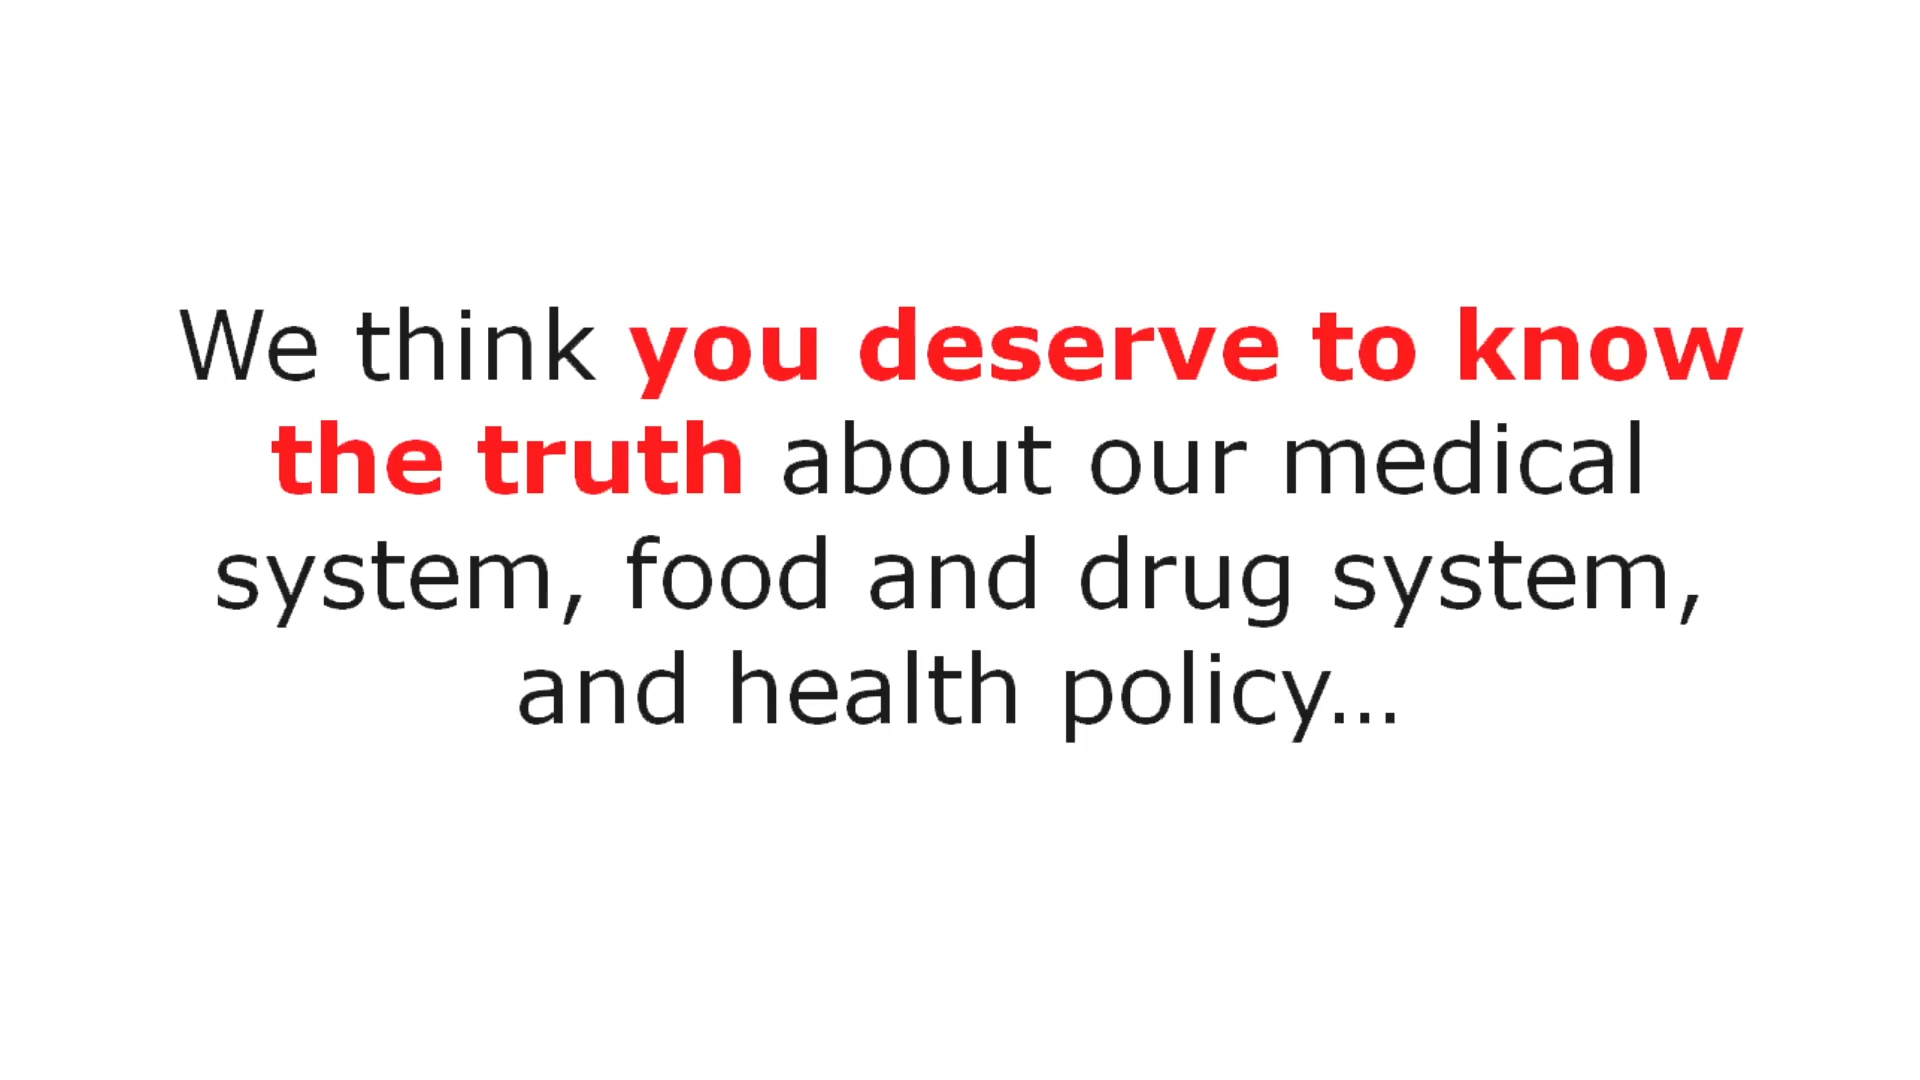 We think you deserve to know
the truth about our medical
system, food and drug system,
and health policy...